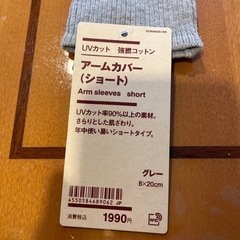 UVカット 強撚コットン
アームカバー
（ショート）
Arm sleeves short
UVカット率90％以上の素材。
さらりとした肌ざわり。
年中使い易いショートタイプ。
グレー
8×20cm
4550584689062 JP
消費税込 1990円